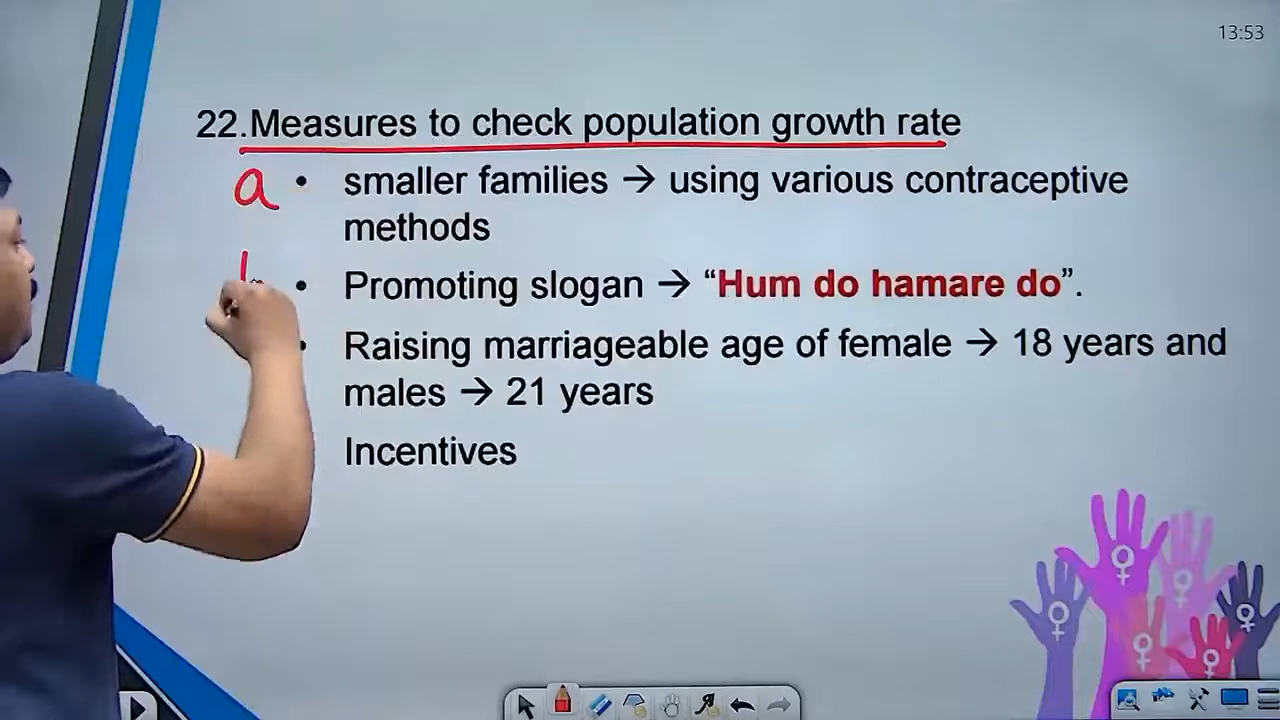 13:53
22.Measures to check population growth rate
a • smaller families → using various contraceptive
methods
• Promoting slogan → “Hum do hamare do”.
• Raising marriageable age of female → 18 years and
males → 21 years
Incentives